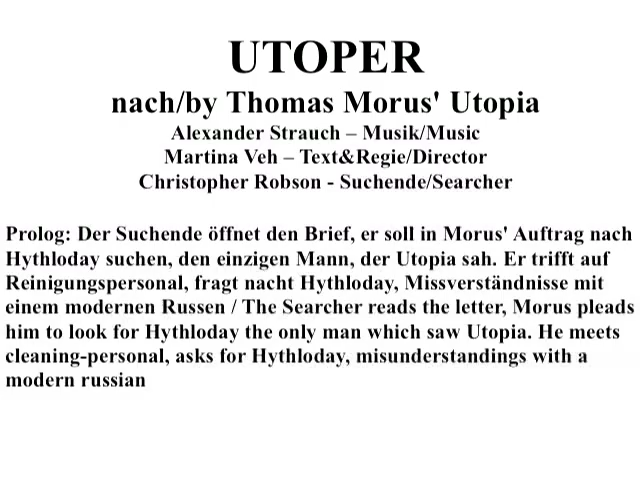 UTOPER
nach/by Thomas Morus' Utopia
Alexander Strauch – Musik/Music
Martina Veh – Text&Regie/Director
Christopher Robson - Suchende/Searcher
Prolog: Der Suchende öffnet den Brief, er soll in Morus' Auftrag nach
Hythloday suchen, den einzigen Mann, der Utopia sah. Er trifft auf
Reinigungspersonal, fragt nacht Hythloday, Missverständnisse mit
einem modernen Russen / The Searcher reads the letter, Morus pleads
him to look for Hythloday the only man which saw Utopia. He meets
cleaning-personal, asks for Hythloday, misunderstandings with a
modern russian